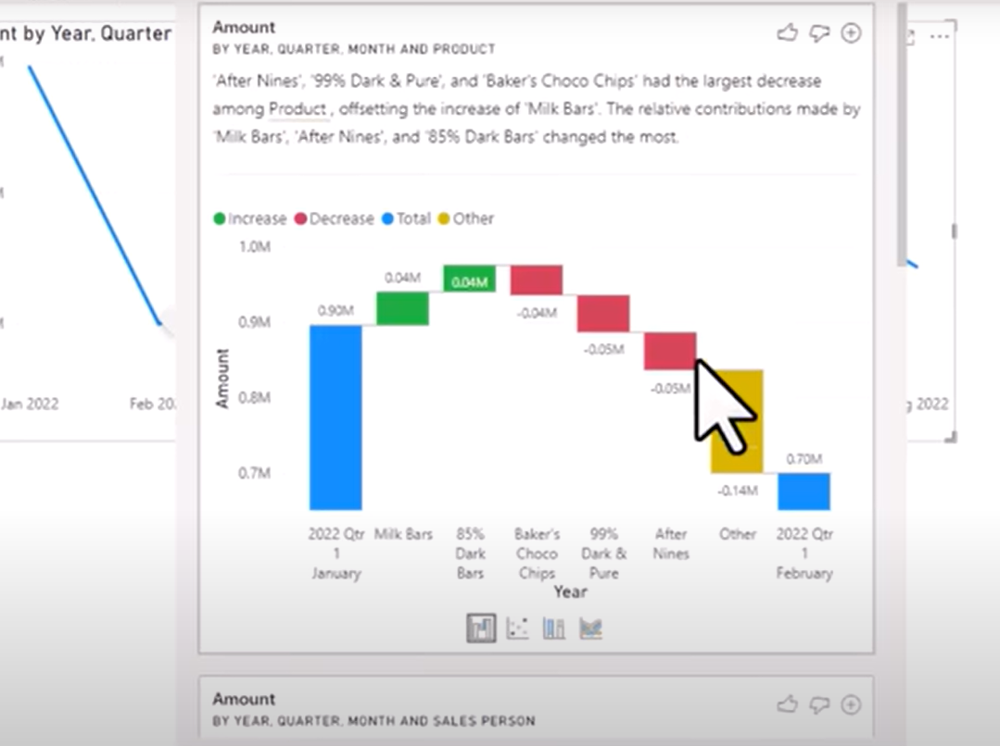 nt by Year, Quarter
Jan 2022
Feb 20
g 2022
Amount
BY YEAR, QUARTER, MONTH AND PRODUCT
'After Nines', '99% Dark & Pure', and 'Baker's Choco Chips' had the largest decrease
among Product , offsetting the increase of 'Milk Bars'. The relative contributions made by
'Milk Bars', 'After Nines', and '85% Dark Bars' changed the most.
Increase Decrease Total Other
1.0M
0.9M
0.8M
0.7M
Amount
0.90M
0.04M
0.04M
-0.04M
-0.05M
-0.05M
-0.14M
0.70M
2022 Qtr
1
January
Milk Bars
85%
Dark
Bars
Baker's
Choco
Chips
99%
Dark &
Pure
After
Nines
Other
2022 Qtr
1
February
Year
Amount
BY YEAR, QUARTER, MONTH AND SALES PERSON